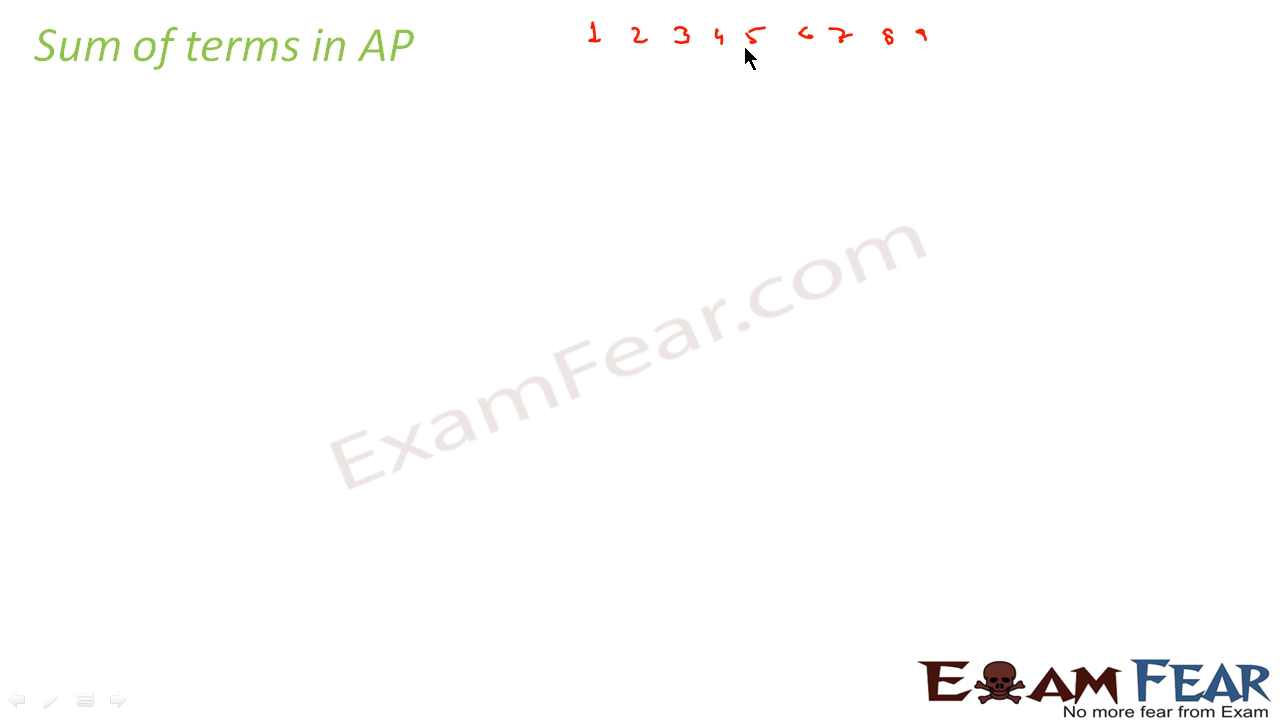 Sum of terms in AP
1 2 3 4 5 6 7 8 9
ExamFear.com
EXAM FEAR
No more fear from Exam